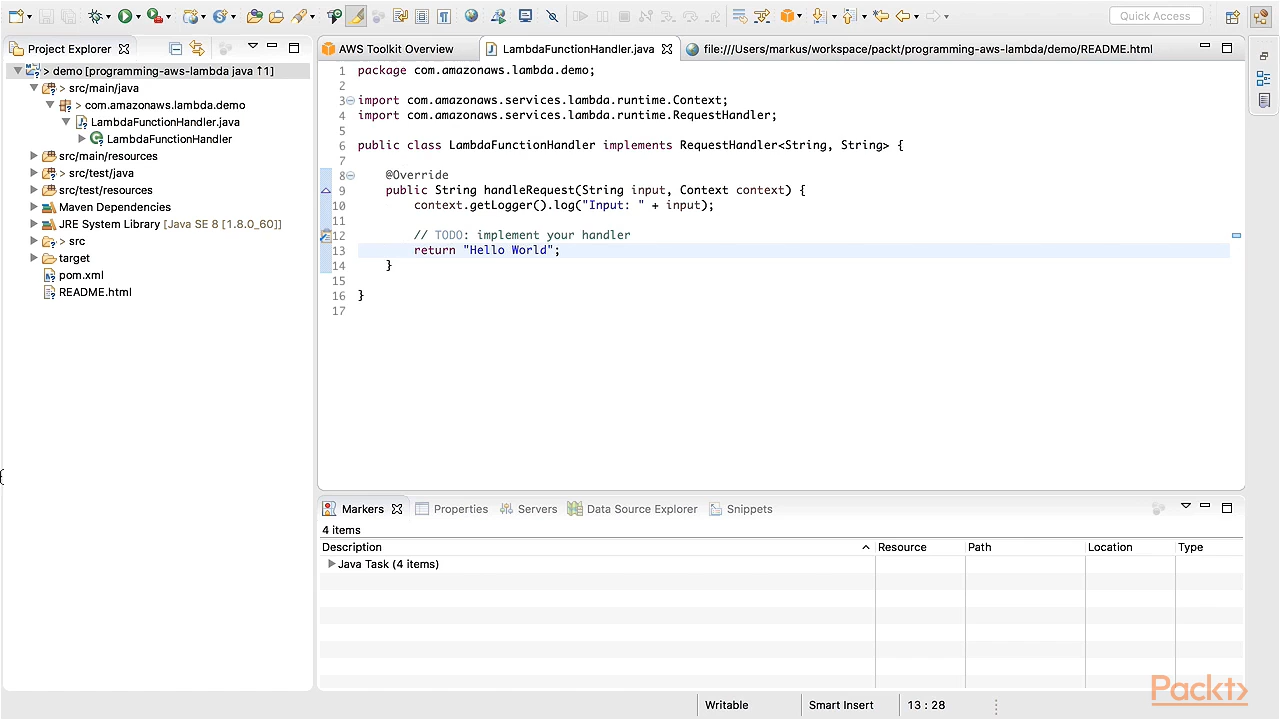 Quick Access
Project Explorer
> demo [programming-aws-lambda java ↑1]
> src/main/java
> com.amazonaws.lambda.demo
LambdaFunctionHandler.java
LambdaFunctionHandler
src/main/resources
> src/test/java
src/test/resources
Maven Dependencies
JRE System Library [Java SE 8 [1.8.0_60]]
> src
target
pom.xml
README.html
AWS Toolkit Overview
LambdaFunctionHandler.java
file:///Users/markus/workspace/packt/programming-aws-lambda/demo/README.html
1 package com.amazonaws.lambda.demo;
2
3 import com.amazonaws.services.lambda.runtime.Context;
4 import com.amazonaws.services.lambda.runtime.RequestHandler;
5
6 public class LambdaFunctionHandler implements RequestHandler<String, String> {
7
8 @Override
9 public String handleRequest(String input, Context context) {
10 context.getLogger().log("Input: " + input);
11
12 // TODO: implement your handler
13 return "Hello World";
14 }
15
16 }
17
Markers
Properties
Servers
Data Source Explorer
Snippets
4 items
Description Resource Path Location Type
Java Task (4 items)
Packt>
Writable Smart Insert 13 : 28